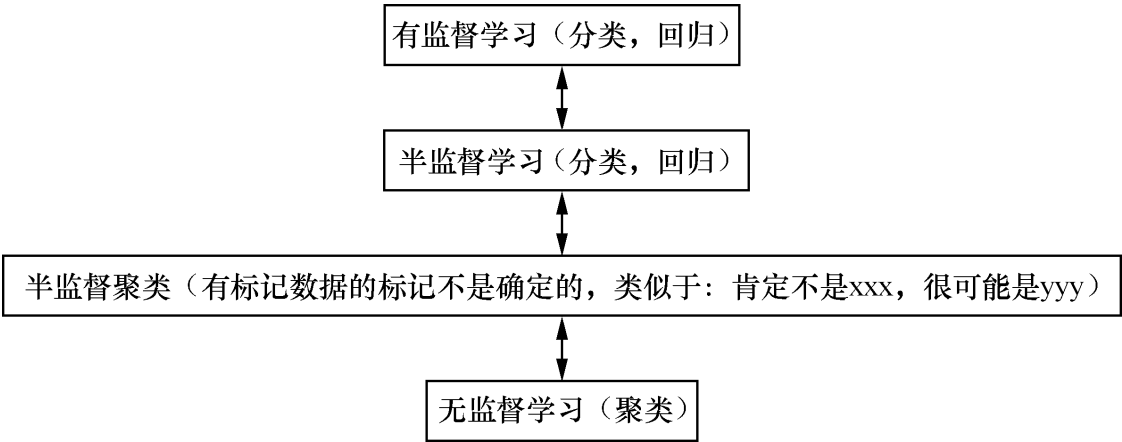 有监督学习（分类，回归）
半监督学习（分类，回归）
半监督聚类（有标记数据的标记不是确定的，类似于：肯定不是xxx，很可能是yyy）
无监督学习（聚类）